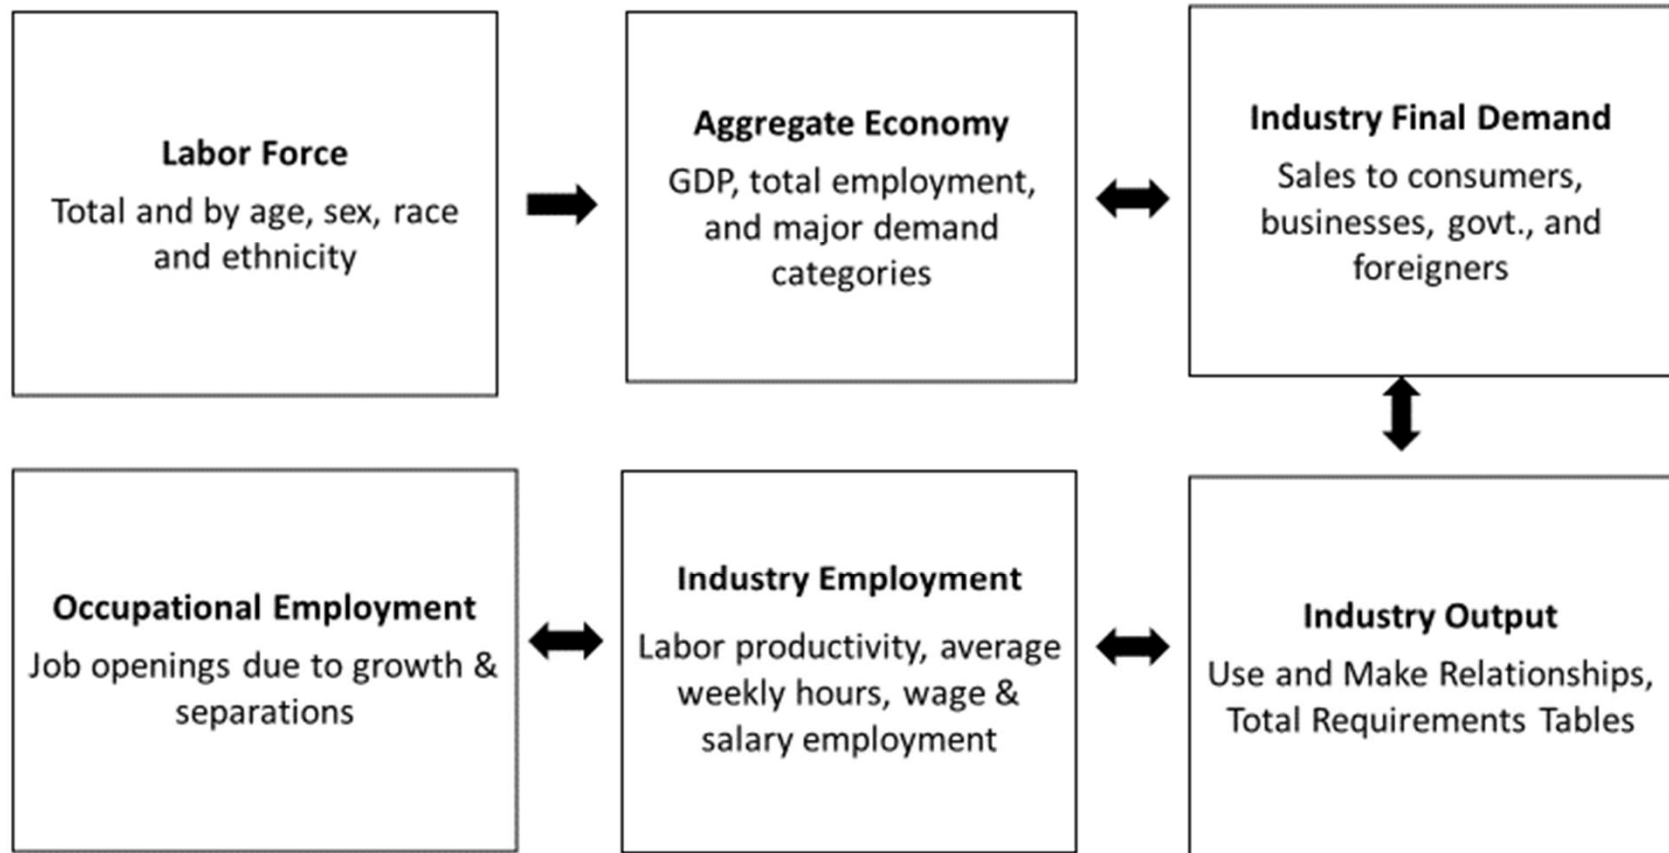 Labor Force
Total and by age, sex, race
and ethnicity
Aggregate Economy
GDP, total employment,
and major demand
categories
Industry Final Demand
Sales to consumers,
businesses, govt., and
foreigners
Occupational Employment
Job openings due to growth &
separations
Industry Employment
Labor productivity, average
weekly hours, wage &
salary employment
Industry Output
Use and Make Relationships,
Total Requirements Tables